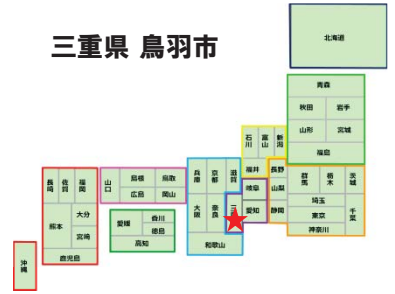 三重県 鳥羽市
北海道
青森
秋田 岩手
山形 宮城
福島
石川 富山 新潟
福井 長野
岐阜 山梨
愛知 静岡
群馬 栃木 茨城
埼玉
東京 千葉
神奈川
兵庫 京都 滋賀
大阪 奈良 三
和歌山
山口 島根 鳥取
広島 岡山
愛媛 香川
徳島
高知
長崎 佐賀 福岡
熊本 大分
宮崎
鹿児島
沖縄